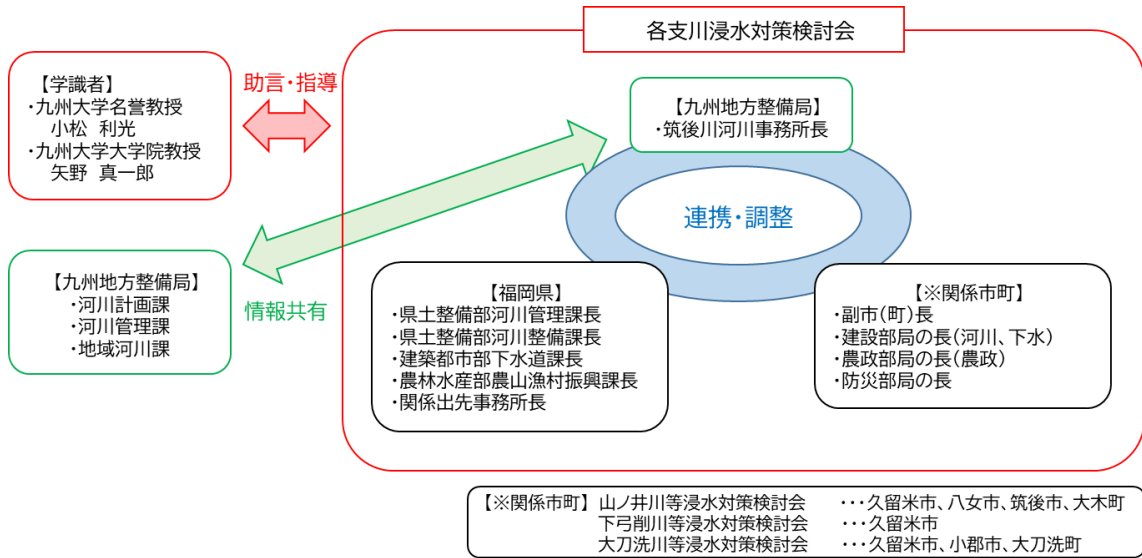 各支川浸水対策検討会
【学識者】
・九州大学名誉教授
小松 利光
・九州大学大学院教授
矢野 真一郎
助言・指導
【九州地方整備局】
・筑後川河川事務所長
連携・調整
【九州地方整備局】
・河川計画課
・河川管理課
・地域河川課
情報共有
【福岡県】
・県土整備部河川管理課長
・県土整備部河川整備課長
・建築都市部下水道課長
・農林水産部農山漁村振興課長
・関係出先事務所長
【※関係市町】
・副市(町)長
・建設部局の長(河川、下水)
・農政部局の長(農政)
・防災部局の長
【※関係市町】 山ノ井川等浸水対策検討会 ・・・久留米市、八女市、筑後市、大木町
下弓削川等浸水対策検討会 ・・・久留米市
大刀洗川等浸水対策検討会 ・・・久留米市、小郡市、大刀洗町